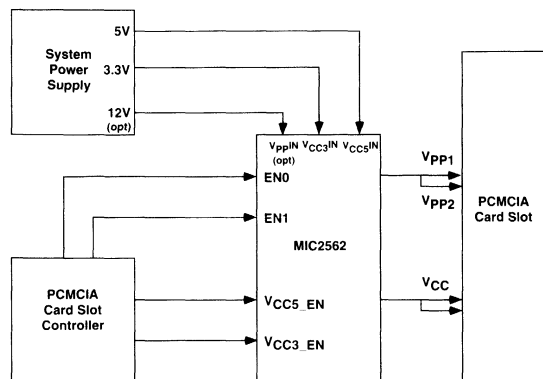 5V
System
Power
Supply
3.3V
12V
(opt)
VPPIN VCC3IN VCC5IN
(opt)
EN0
EN1
MIC2562
VCC5_EN
VCC3_EN
PCMCIA
Card Slot
Controller
VPP1
VPP2
VCC
PCMCIA
Card Slot